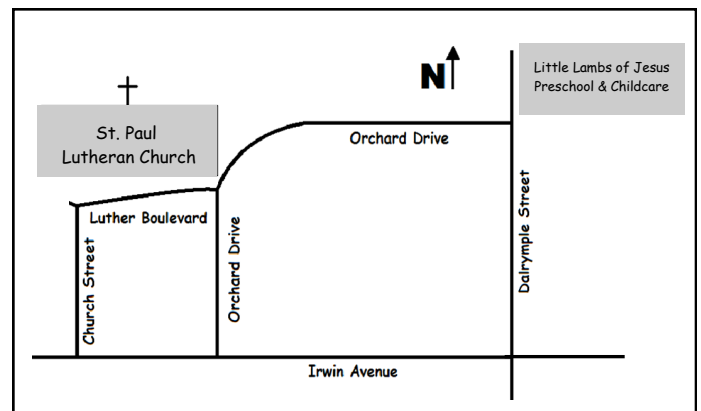 N
Little Lambs of Jesus
Preschool & Childcare
St. Paul
Lutheran Church
Orchard Drive
Luther Boulevard
Church Street
Orchard Drive
Dalrymple Street
Irwin Avenue